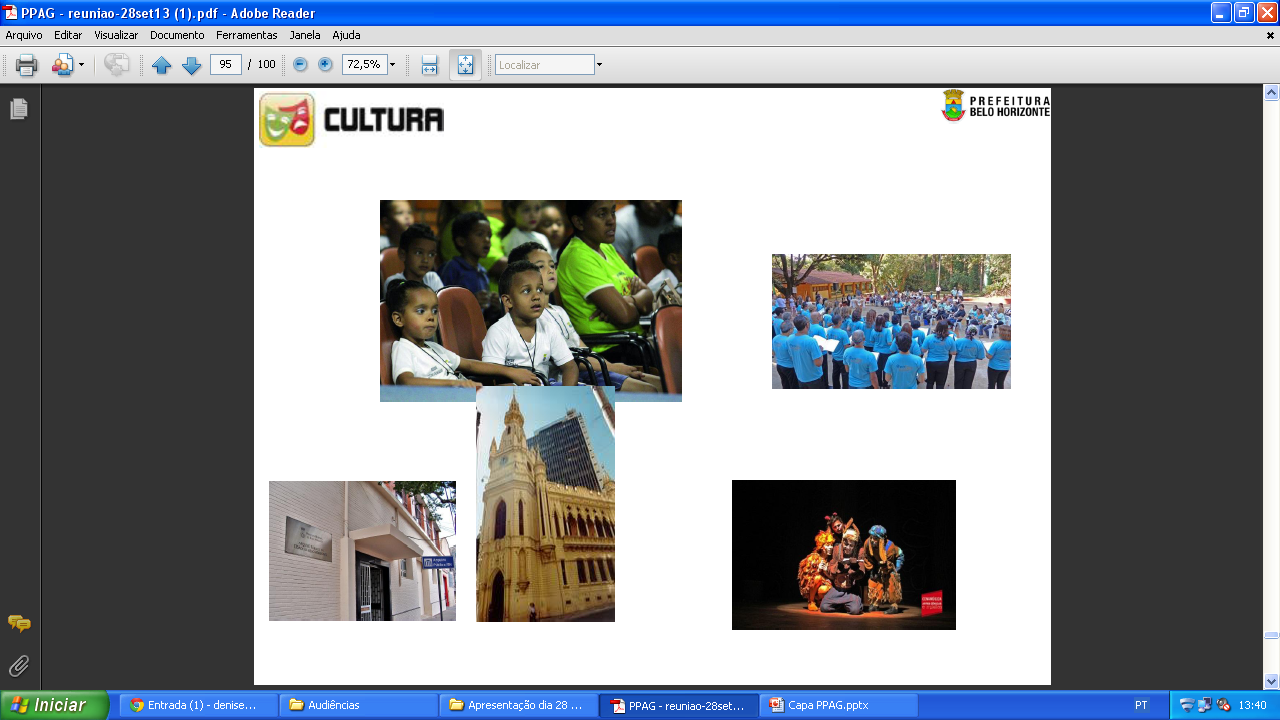 PPAG - reuniao-28set13 (1).pdf - Adobe Reader
Arquivo Editar Visualizar Documento Ferramentas Janela Ajuda
95 / 100 72,5% Localizar
CULTURA
PREFEITURA
BELO HORIZONTE
Iniciar Entrada (1) - denise... Audiências Apresentação dia 28 ... PPAG - reuniao-28set... Capa PPAG.pptx PT 13:40